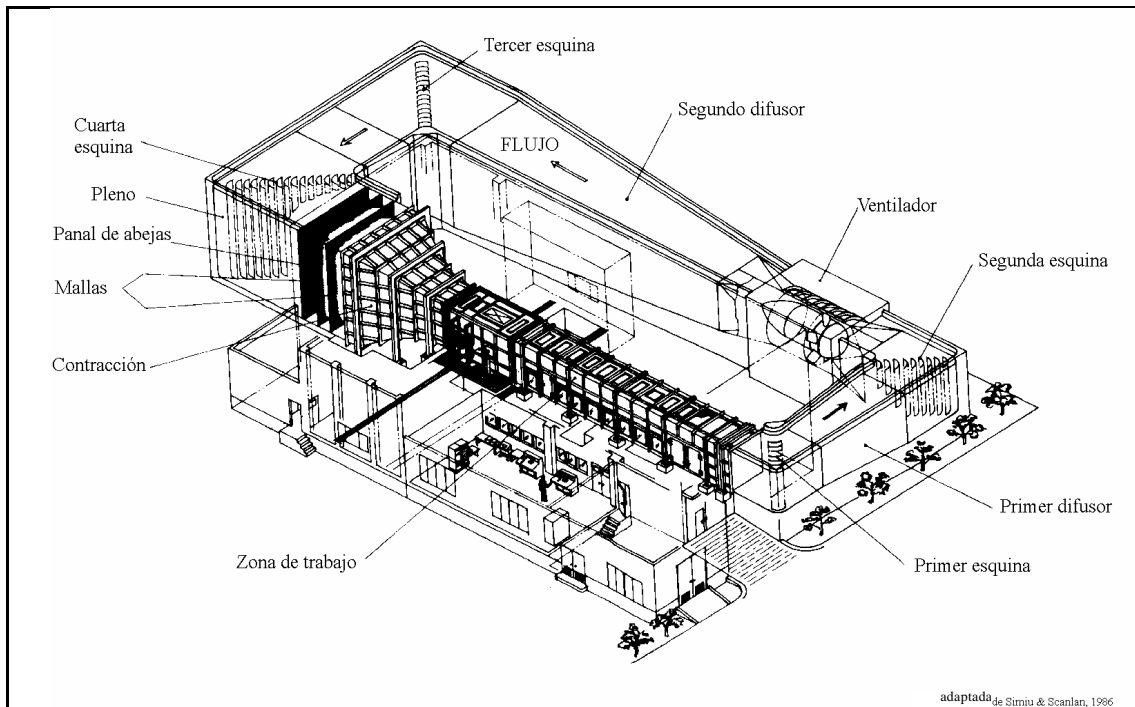 Tercer esquina
Segundo difusor
Cuarta
esquina
FLUJO
Pleno
Ventilador
Panal de abejas
Segunda esquina
Mallas
Contracción
Primer difusor
Zona de trabajo
Primer esquina
adaptada de Simiu & Scanlan, 1986